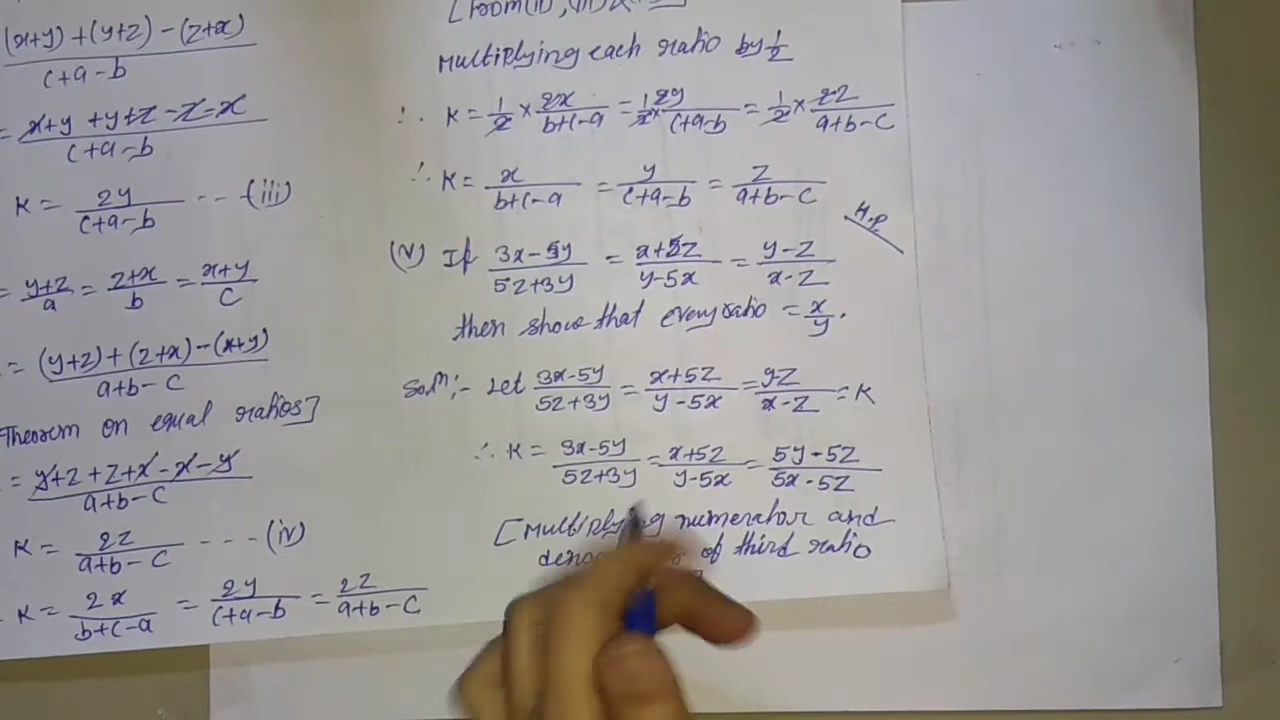 (x+y) + (y+z) - (z+x) / c+a-b
= x+y +y+z -z-x / c+a-b
K = 2y / c+a-b --- (iii)
= y+z / a = z+x / b = x+y / c
= (y+z) + (z+x) - (x+y) / a+b-c
Theorem on equal ratios]
= y+z + z+x - x - y / a+b-c
K = 2z / a+b-c ---- (iv)
K = 2x / b+c-a = 2y / c+a-b = 2z / a+b-c
Multiplying each ratio by 1/2
∴ K = 1/2 × 2x / b+c-a = 1/2 × 2y / c+a-b = 1/2 × 2z / a+b-c
∴ K = x / b+c-a = y / c+a-b = z / a+b-c
H.P
(v) If 3x-5y / 5z+3y = x+5z / y-5x = y-z / x-z
then show that every ratio = x/y.
Soln:- Let 3x-5y / 5z+3y = x+5z / y-5x = y-z / x-z = K
∴ K = 3x-5y / 5z+3y = x+5z / y-5x = 5y-5z / 5x-5z
[Multiplying numerator and
of third ratio